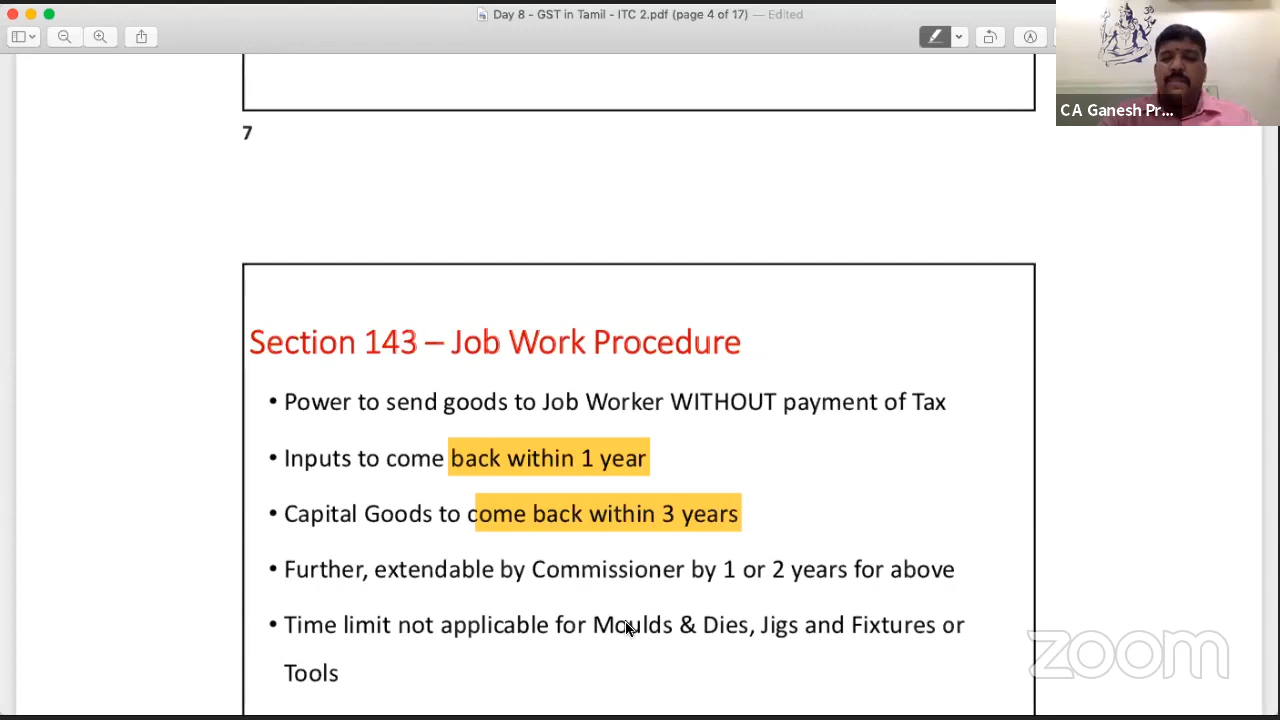 Day 8 - GST in Tamil - ITC 2.pdf (page 4 of 17) — Edited
CA Ganesh Pr...
7
Section 143 – Job Work Procedure
• Power to send goods to Job Worker WITHOUT payment of Tax
• Inputs to come back within 1 year
• Capital Goods to come back within 3 years
• Further, extendable by Commissioner by 1 or 2 years for above
• Time limit not applicable for Moulds & Dies, Jigs and Fixtures or
Tools
zoom